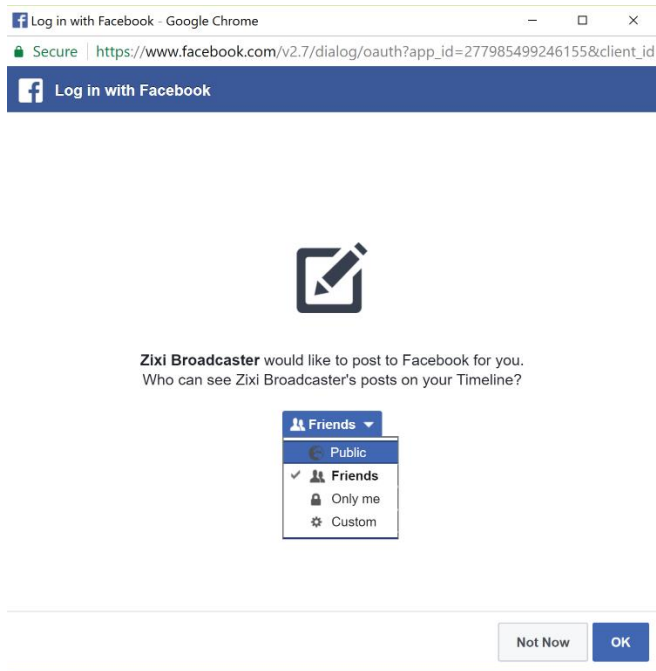 Log in with Facebook - Google Chrome
Secure | https://www.facebook.com/v2.7/dialog/oauth?app_id=277985499246155&client_id
f Log in with Facebook
Zixi Broadcaster would like to post to Facebook for you.
Who can see Zixi Broadcaster's posts on your Timeline?
Friends
Public
Friends
Only me
Custom
Not Now OK